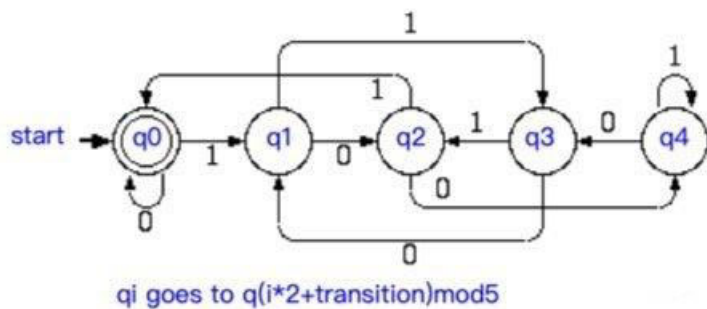 1
1 1
start q0 1 q1 0 q2 1 q3 0 q4
0 0
0
qi goes to q(i*2+transition)mod5